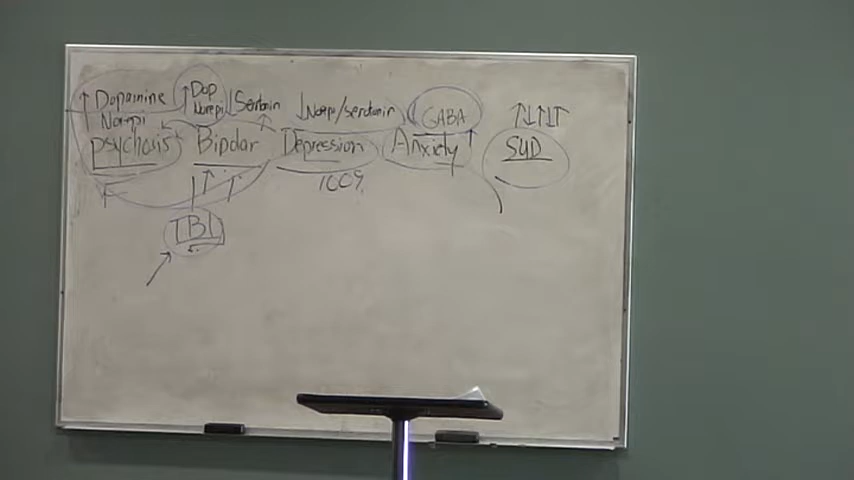 ↑ Dopamine ↑ Dop ↓ Serotonin ↓ Norepi/serotonin ↓ GABA ↑↓↑↓↑
Norepi Norepi
psychosis Bipolar Depression Anxiety ↑ SUD
100%
TBI